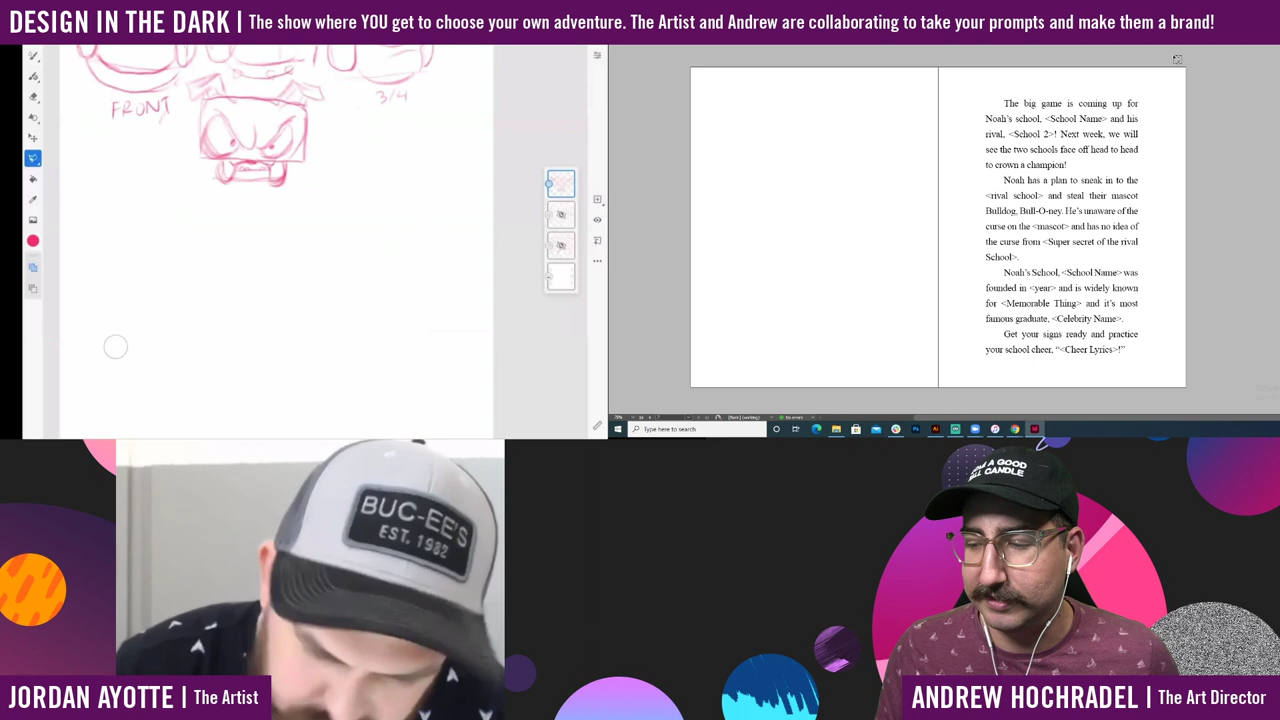 DESIGN IN THE DARK | The show where YOU get to choose your own adventure. The Artist and Andrew are collaborating to take your prompts and make them a brand!
FRONT
3/4
The big game is coming up for
Noah's school, <School Name> and his
rival, <School 2>! Next week, we will
see the two schools face off head to head
to crown a champion!
Noah has a plan to sneak in to the
<rival school> and steal their mascot
Bulldog, Bull-O-ney. He's unaware of the
curse on the <mascot> and has no idea of
the curse from <Super secret of the rival
School>.
Noah's School, <School Name> was
founded in <year> and is widely known
for <Memorable Thing> and it's most
famous graduate, <Celebrity Name>.
Get your signs ready and practice
your school cheer, "<Cheer Lyrics>!"
Type here to search
BUC-EE'S
EST. 1982
A GOOD
CANDLE
JORDAN AYOTTE | The Artist
ANDREW HOCHRADEL | The Art Director